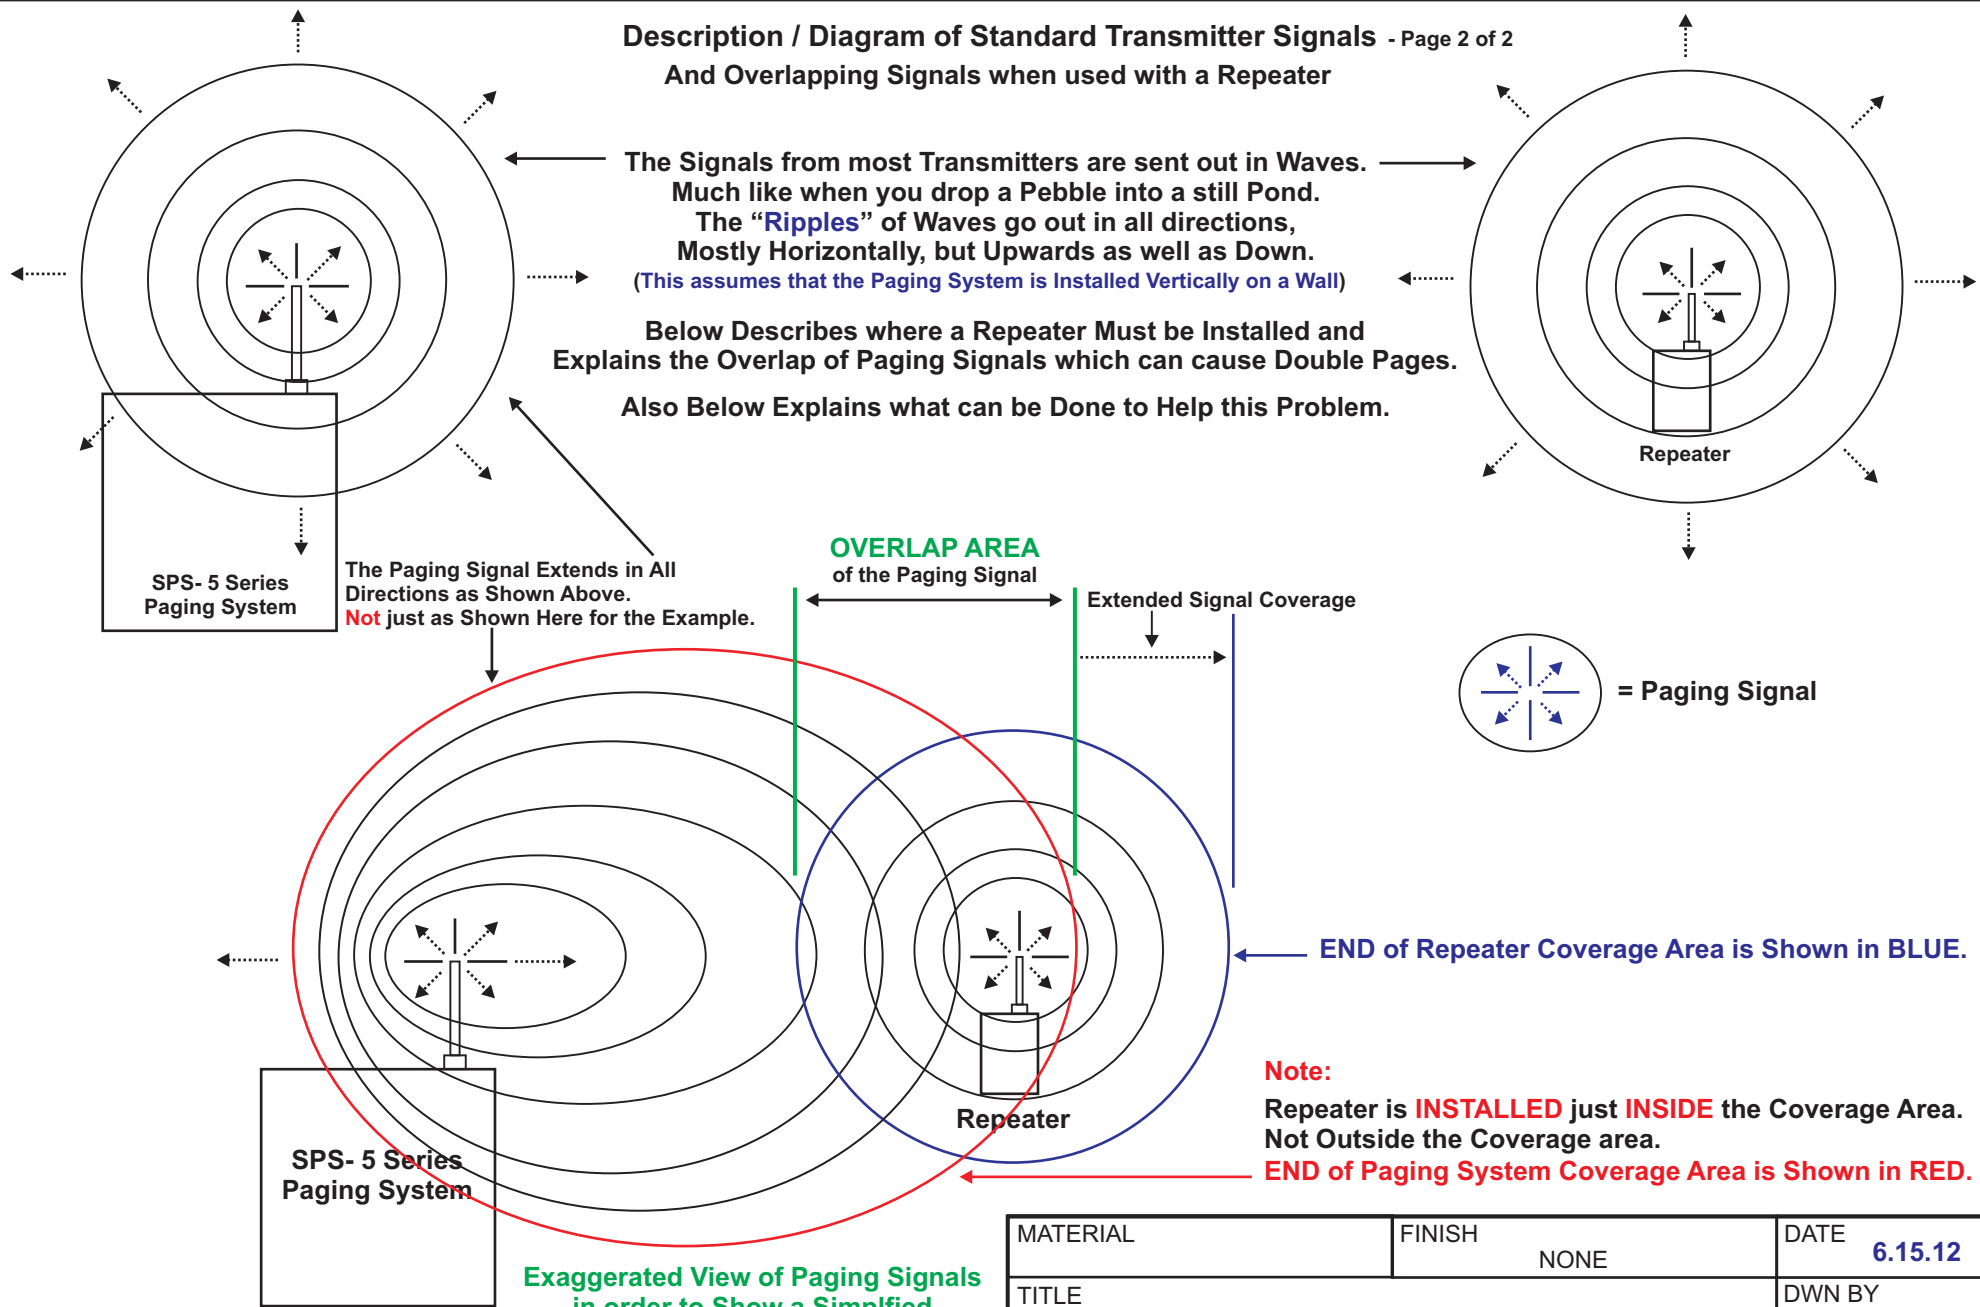 Description / Diagram of Standard Transmitter Signals - Page 2 of 2
And Overlapping Signals when used with a Repeater
The Signals from most Transmitters are sent out in Waves.
Much like when you drop a Pebble into a still Pond.
The “Ripples” of Waves go out in all directions,
Mostly Horizontally, but Upwards as well as Down.
(This assumes that the Paging System is Installed Vertically on a Wall)
Below Describes where a Repeater Must be Installed and
Explains the Overlap of Paging Signals which can cause Double Pages.
Also Below Explains what can be Done to Help this Problem.
Repeater
SPS- 5 Series
Paging System
The Paging Signal Extends in All
Directions as Shown Above.
Not just as Shown Here for the Example.
OVERLAP AREA
of the Paging Signal
Extended Signal Coverage
= Paging Signal
END of Repeater Coverage Area is Shown in BLUE.
Note:
Repeater is INSTALLED just INSIDE the Coverage Area.
Not Outside the Coverage area.
END of Paging System Coverage Area is Shown in RED.
Repeater
SPS- 5 Series
Paging System
Exaggerated View of Paging Signals
in order to Show a Simplfied
MATERIAL
FINISH
NONE
DATE
6.15.12
TITLE
DWN BY